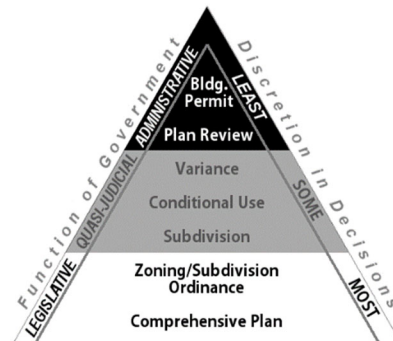 Function of Government
Discretion in Decisions
ADMINISTRATIVE
LEAST
Bldg.
Permit
Plan Review
QUASI-JUDICIAL
SOME
Variance
Conditional Use
Subdivision
LEGISLATIVE
MOST
Zoning/Subdivision
Ordinance
Comprehensive Plan